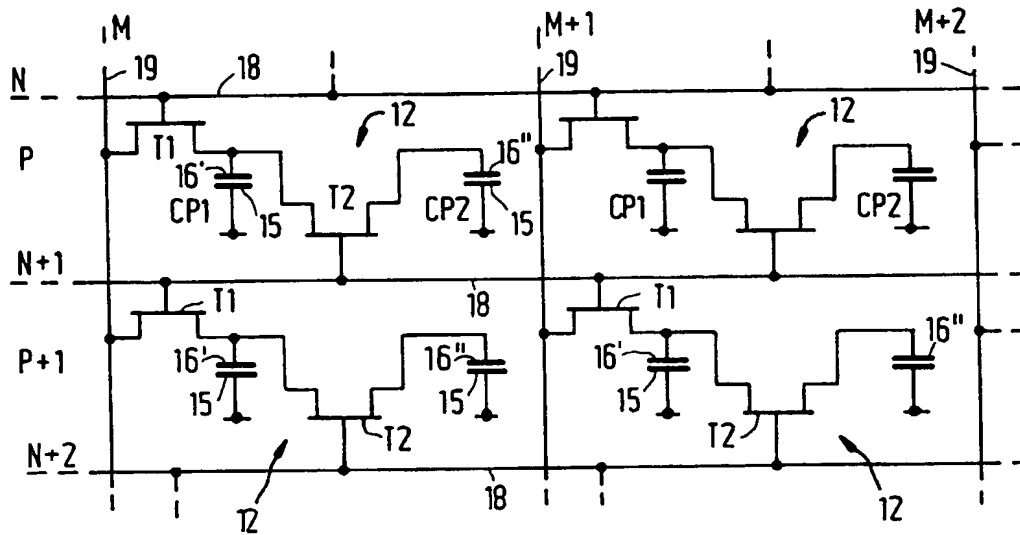 M M+1 M+2
19 18 19 19
N
12 12
P T1 16' 16"
T2 16"
CP1 15 CP2 15 CP1 CP2
N+1
18
T1 T1
16' 16" 16' 16"
P+1
15 15 15
T2 T2
N+2
18
12 12